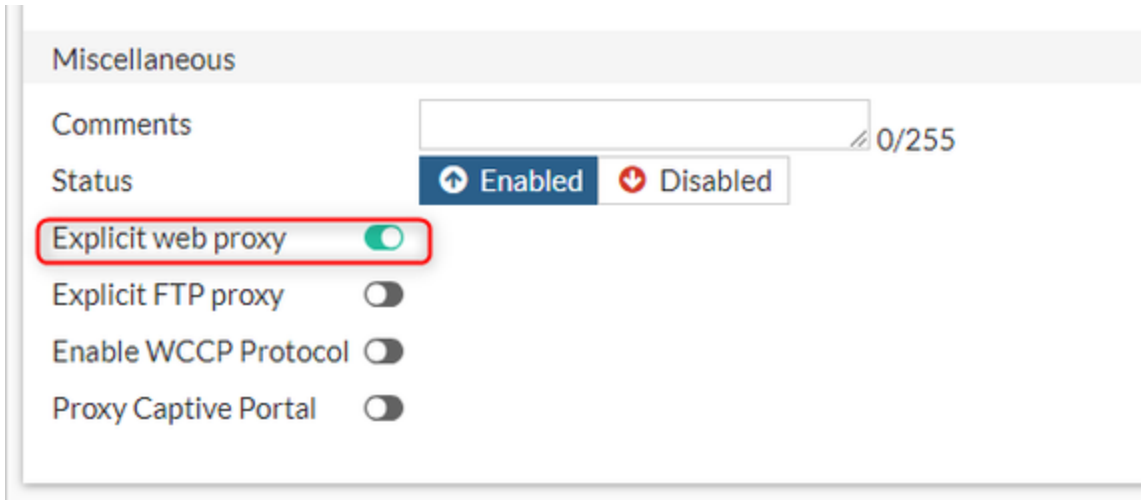 Miscellaneous
Comments
0/255
Status Enabled Disabled
Explicit web proxy
Explicit FTP proxy
Enable WCCP Protocol
Proxy Captive Portal